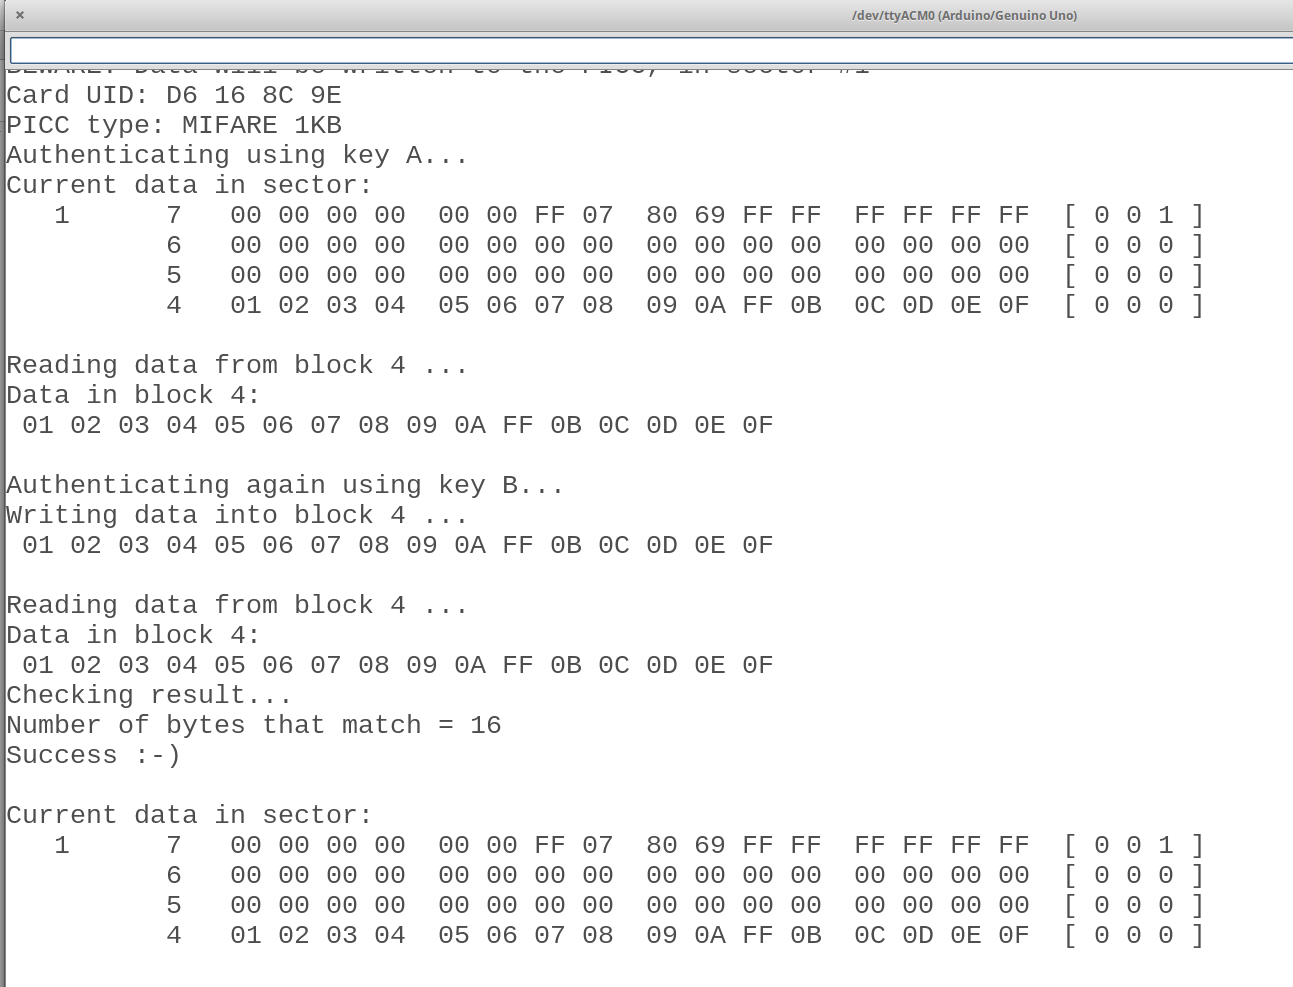 /dev/ttyACM0 (Arduino/Genuino Uno)
BEWARE: Data will be written to the PICC, in sector #1
Card UID: D6 16 8C 9E
PICC type: MIFARE 1KB
Authenticating using key A...
Current data in sector:
   1      7   00 00 00 00  00 00 FF 07  80 69 FF FF  FF FF FF FF  [ 0 0 1 ]
          6   00 00 00 00  00 00 00 00  00 00 00 00  00 00 00 00  [ 0 0 0 ]
          5   00 00 00 00  00 00 00 00  00 00 00 00  00 00 00 00  [ 0 0 0 ]
          4   01 02 03 04  05 06 07 08  09 0A FF 0B  0C 0D 0E 0F  [ 0 0 0 ]
Reading data from block 4 ...
Data in block 4:
 01 02 03 04 05 06 07 08 09 0A FF 0B 0C 0D 0E 0F
Authenticating again using key B...
Writing data into block 4 ...
 01 02 03 04 05 06 07 08 09 0A FF 0B 0C 0D 0E 0F
Reading data from block 4 ...
Data in block 4:
 01 02 03 04 05 06 07 08 09 0A FF 0B 0C 0D 0E 0F
Checking result...
Number of bytes that match = 16
Success :-)
Current data in sector:
   1      7   00 00 00 00  00 00 FF 07  80 69 FF FF  FF FF FF FF  [ 0 0 1 ]
          6   00 00 00 00  00 00 00 00  00 00 00 00  00 00 00 00  [ 0 0 0 ]
          5   00 00 00 00  00 00 00 00  00 00 00 00  00 00 00 00  [ 0 0 0 ]
          4   01 02 03 04  05 06 07 08  09 0A FF 0B  0C 0D 0E 0F  [ 0 0 0 ]